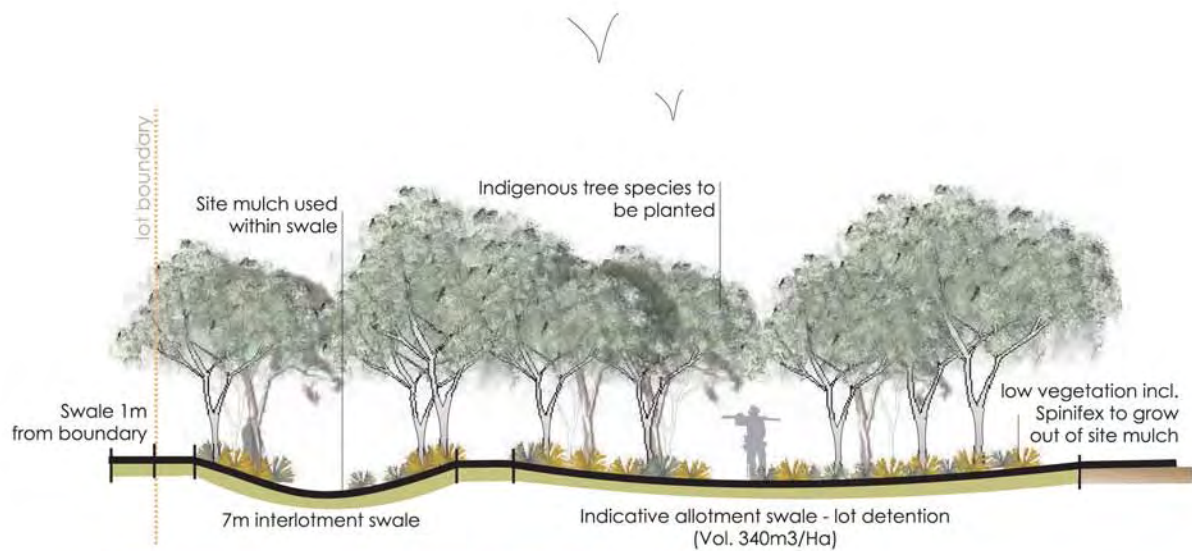 lot boundary
Site mulch used
within swale
Indigenous tree species to
be planted
Swale 1m
from boundary
low vegetation incl.
Spinifex to grow
out of site mulch
7m interlotment swale
Indicative allotment swale - lot detention
(Vol. 340m3/Ha)